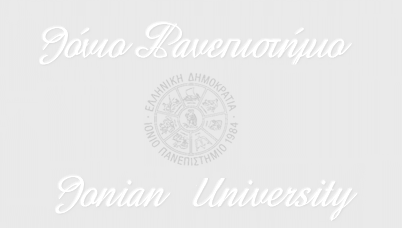 Ιόνιο Πανεπιστήμιο
ΕΛΛΗΝΙΚΗ ΔΗΜΟΚΡΑΤΙΑ
ΙΟΝΙΟ ΠΑΝΕΠΙΣΤΗΜΙΟ 1984
Ionian University